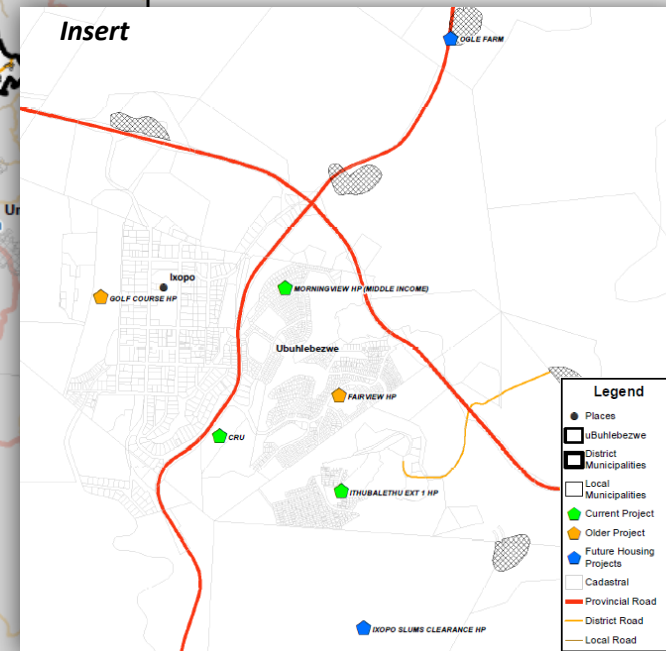 Insert
OGLE FARM
Ixopo
GOLF COURSE HP
MORNINGVIEW HP (MIDDLE INCOME)
Ubuhlebezwe
FAIRVIEW HP
CRU
ITHUBALETHU EXT 1 HP
IXOPO SLUMS CLEARANCE HP
Legend
Places
uBuhlebezwe
District
Municipalities
Local
Municipalities
Current Project
Older Project
Future Housing
Projects
Cadastral
Provincial Road
District Road
Local Road